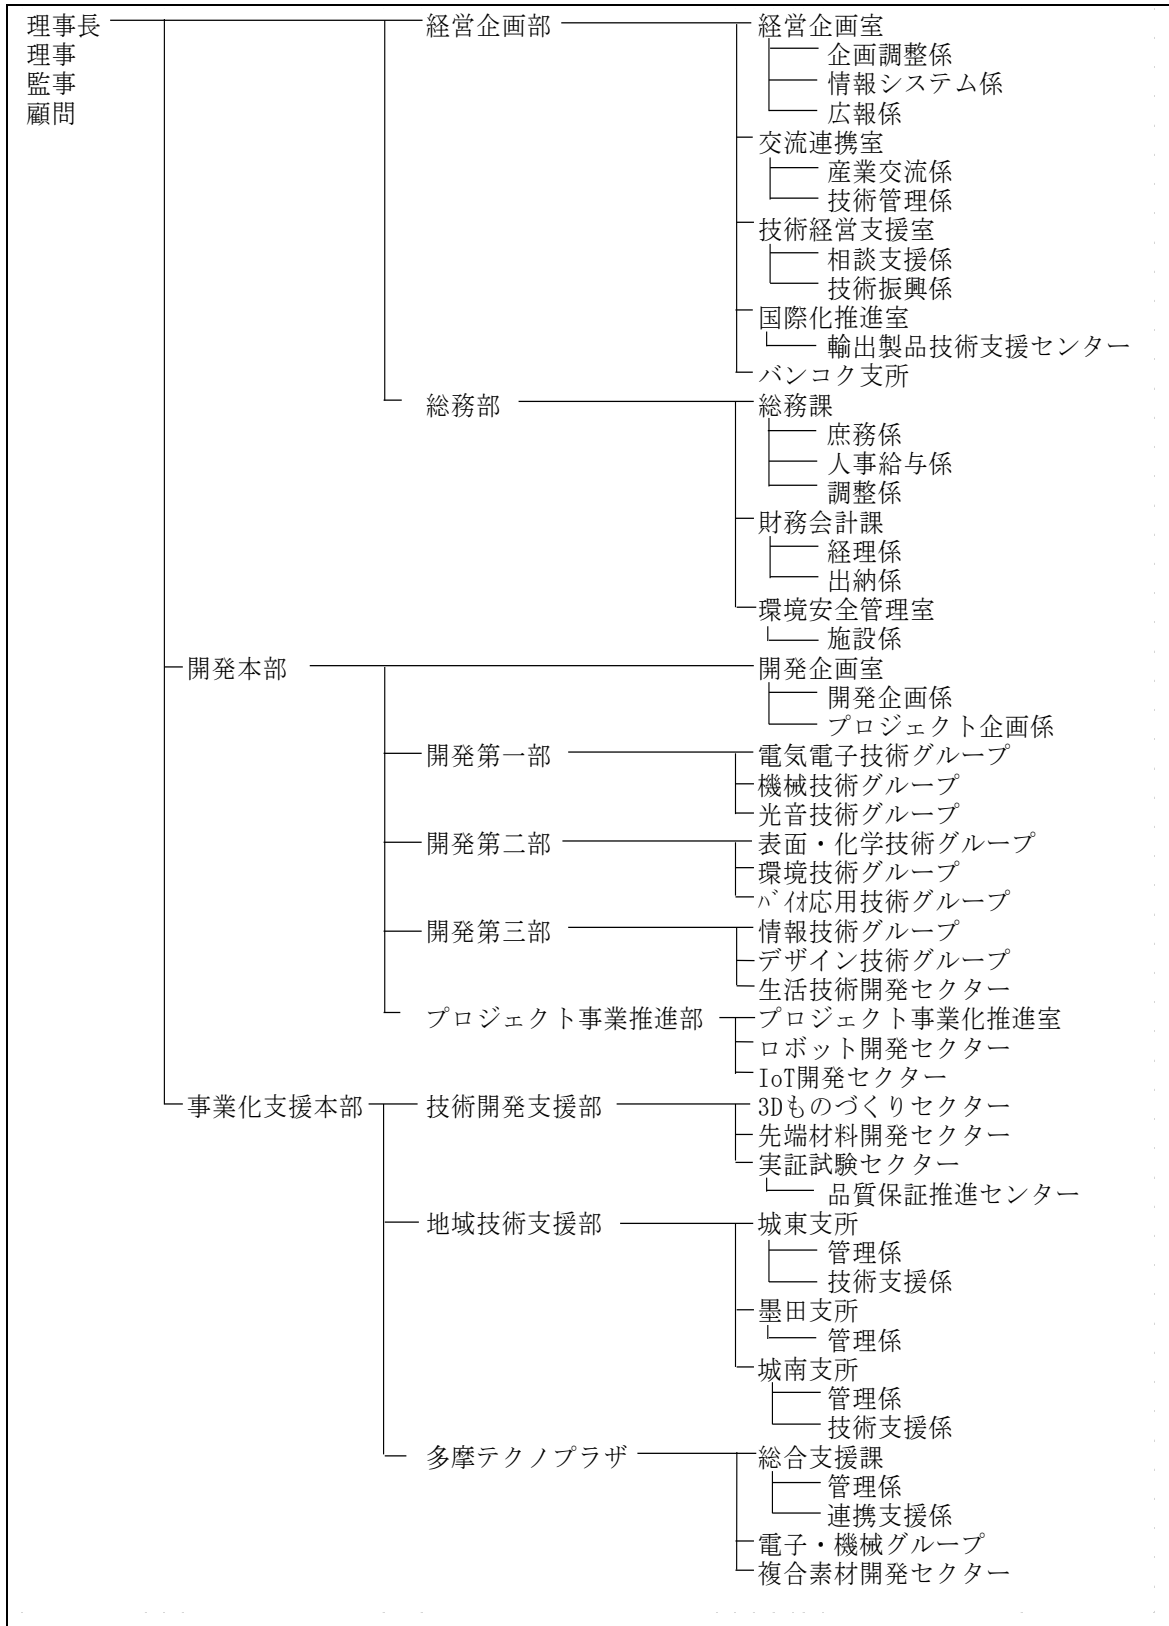 理事長 経営企画部 経営企画室
理事 企画調整係
監事 情報システム係
顧問 広報係
交流連携室
産業交流係
技術管理係
技術経営支援室
相談支援係
技術振興係
国際化推進室
輸出製品技術支援センター
バンコク支所
総務部 総務課
庶務係
人事給与係
調整係
財務会計課
経理係
出納係
環境安全管理室
施設係
開発本部 開発企画室
開発企画係
プロジェクト企画係
開発第一部 電気電子技術グループ
機械技術グループ
光音技術グループ
開発第二部 表面・化学技術グループ
環境技術グループ
ﾊﾞｲｵ応用技術グループ
開発第三部 情報技術グループ
デザイン技術グループ
生活技術開発セクター
プロジェクト事業推進部 プロジェクト事業化推進室
ロボット開発セクター
IoT開発セクター
事業化支援本部 技術開発支援部 3Dものづくりセクター
先端材料開発セクター
実証試験セクター
品質保証推進センター
地域技術支援部 城東支所
管理係
技術支援係
墨田支所
管理係
城南支所
管理係
技術支援係
多摩テクノプラザ 総合支援課
管理係
連携支援係
電子・機械グループ
複合素材開発セクター